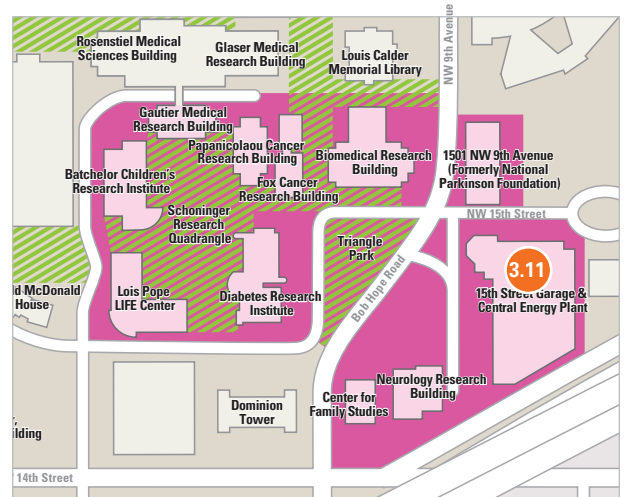 Rosenstiel Medical
Sciences Building
Glaser Medical
Research Building
Louis Calder
Memorial Library
NW 9th Avenue
Gautier Medical
Research Building
Papanicolaou Cancer
Research Building
Biomedical Research
Building
1501 NW 9th Avenue
(Formerly National
Parkinson Foundation)
Batchelor Children's
Research Institute
Fox Cancer
Research Building
Schoninger
Research
Quadrangle
NW 15th Street
Triangle
Park
3.11
15th Street Garage &
Central Energy Plant
Bob Hope Road
ld McDonald
House
Lois Pope
LIFE Center
Diabetes Research
Institute
Neurology Research
Building
Center for
Family Studies
Dominion
Tower
,
ilding
14th Street